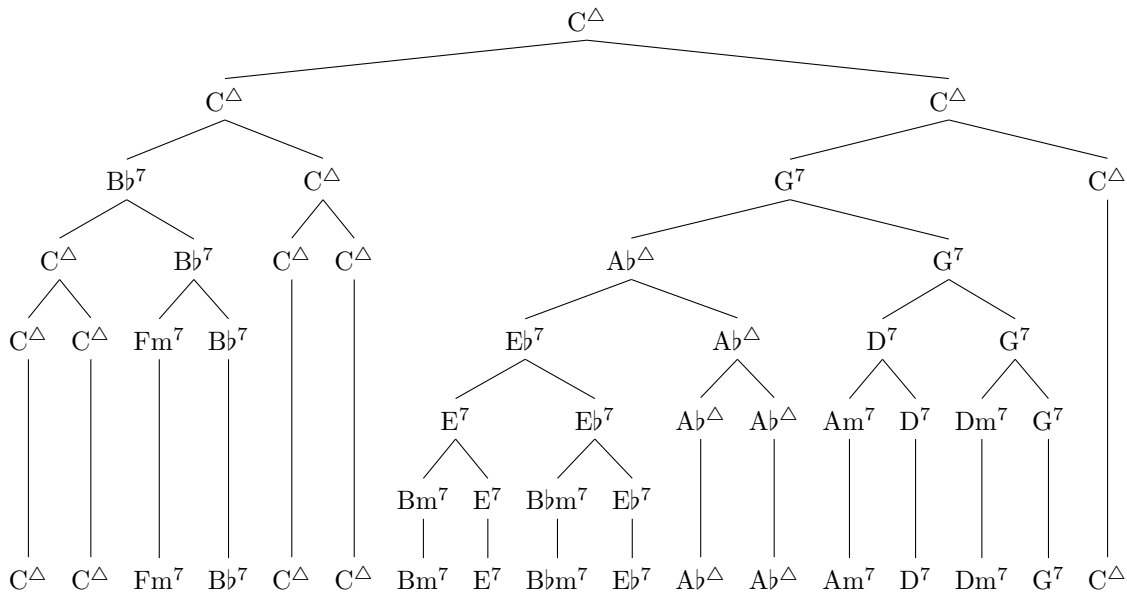 C△
C△ C△
B♭7 C△ G7 C△
C△ B♭7 C△ C△ A♭△ G7
C△ C△ Fm7 B♭7 E♭7 A♭△ D7 G7
E7 E♭7 A♭△ A♭△ Am7 D7 Dm7 G7
Bm7 E7 B♭m7 E♭7
C△ C△ Fm7 B♭7 C△ C△ Bm7 E7 B♭m7 E♭7 A♭△ A♭△ Am7 D7 Dm7 G7 C△